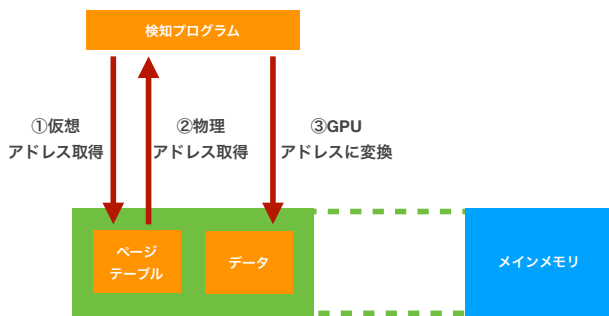 検知プログラム
①仮想
アドレス取得
②物理
アドレス取得
③GPU
アドレスに変換
ページ
テーブル
データ
メインメモリ